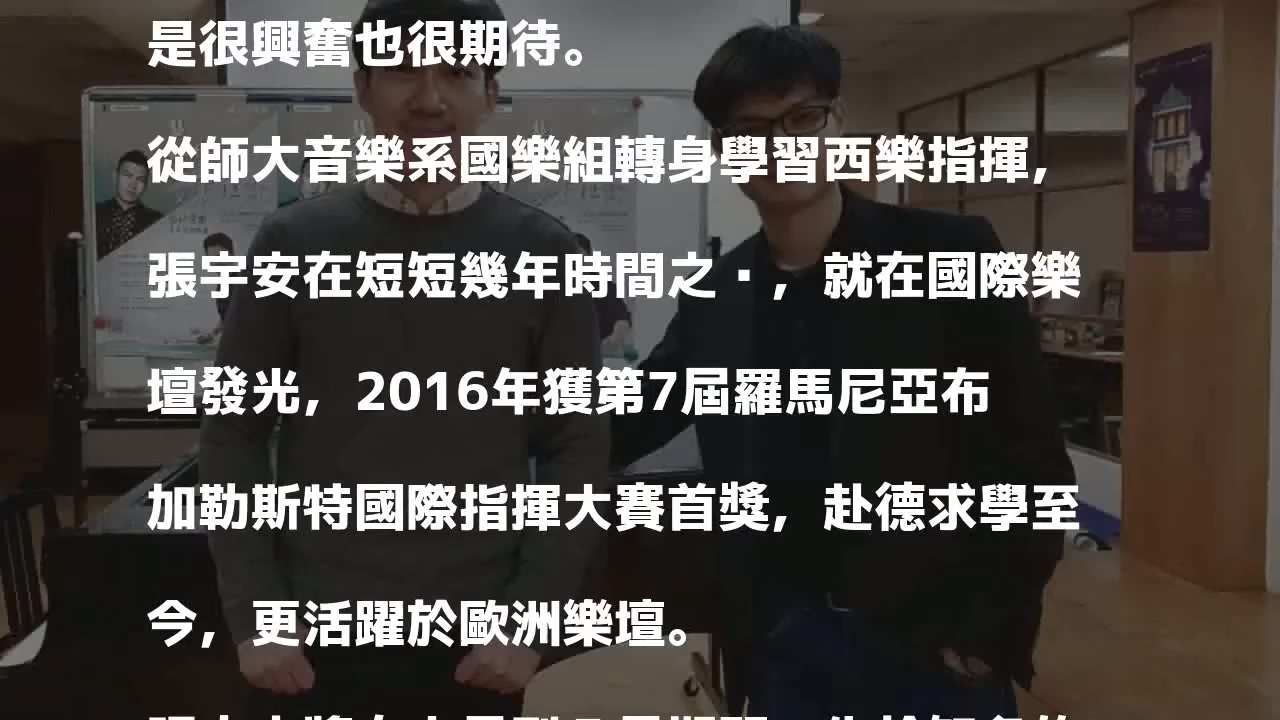 是很興奮也很期待。
從師大音樂系國樂組轉身學習西樂指揮，
張宇安在短短幾年時間之·，就在國際樂
壇發光，2016年獲第7屆羅馬尼亞布
加勒斯特國際指揮大賽首獎，赴德求學至
今，更活躍於歐洲樂壇。